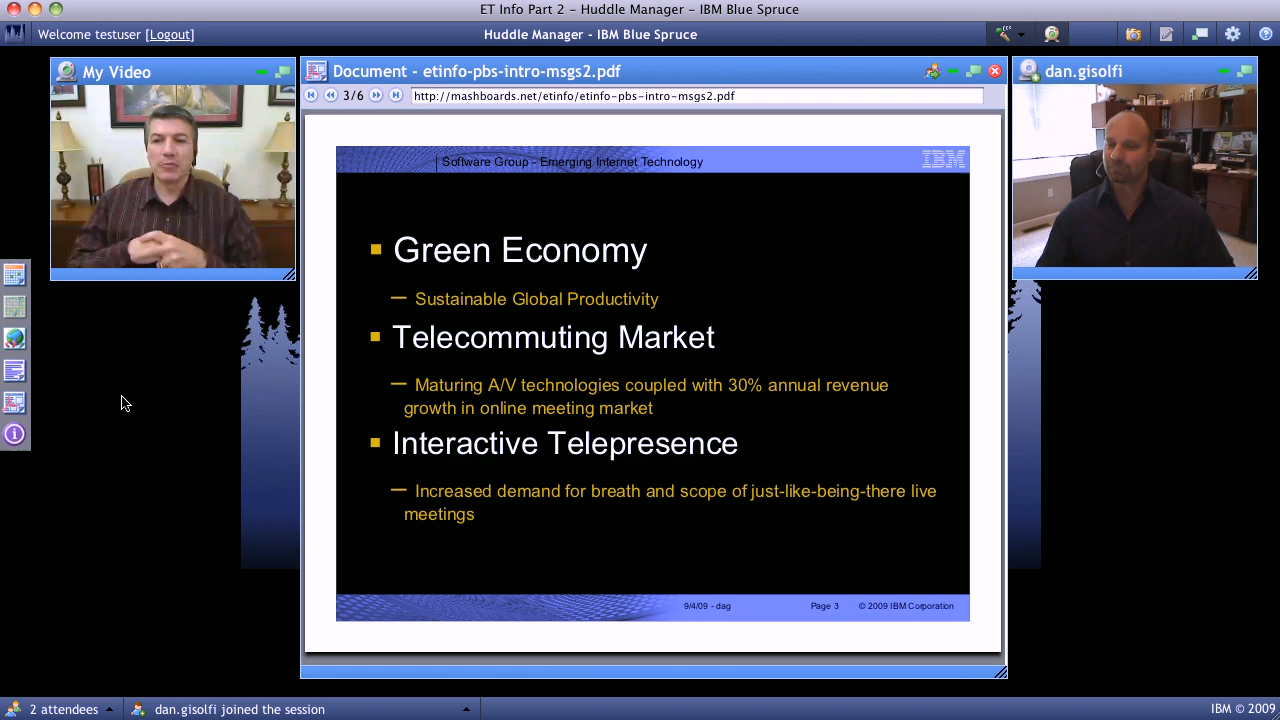 ET Info Part 2 – Huddle Manager – IBM Blue Spruce
Welcome testuser [Logout]
Huddle Manager - IBM Blue Spruce
My Video
Document - etinfo-pbs-intro-msgs2.pdf
dan.gisolfi
3/6
http://mashboards.net/etinfo/etinfo-pbs-intro-msgs2.pdf
Software Group - Emerging Internet Technology
IBM
Green Economy
– Sustainable Global Productivity
Telecommuting Market
– Maturing A/V technologies coupled with 30% annual revenue
growth in online meeting market
Interactive Telepresence
– Increased demand for breath and scope of just-like-being-there live
meetings
9/4/09 - dag
Page 3
© 2009 IBM Corporation
2 attendees
dan.gisolfi joined the session
IBM © 2009